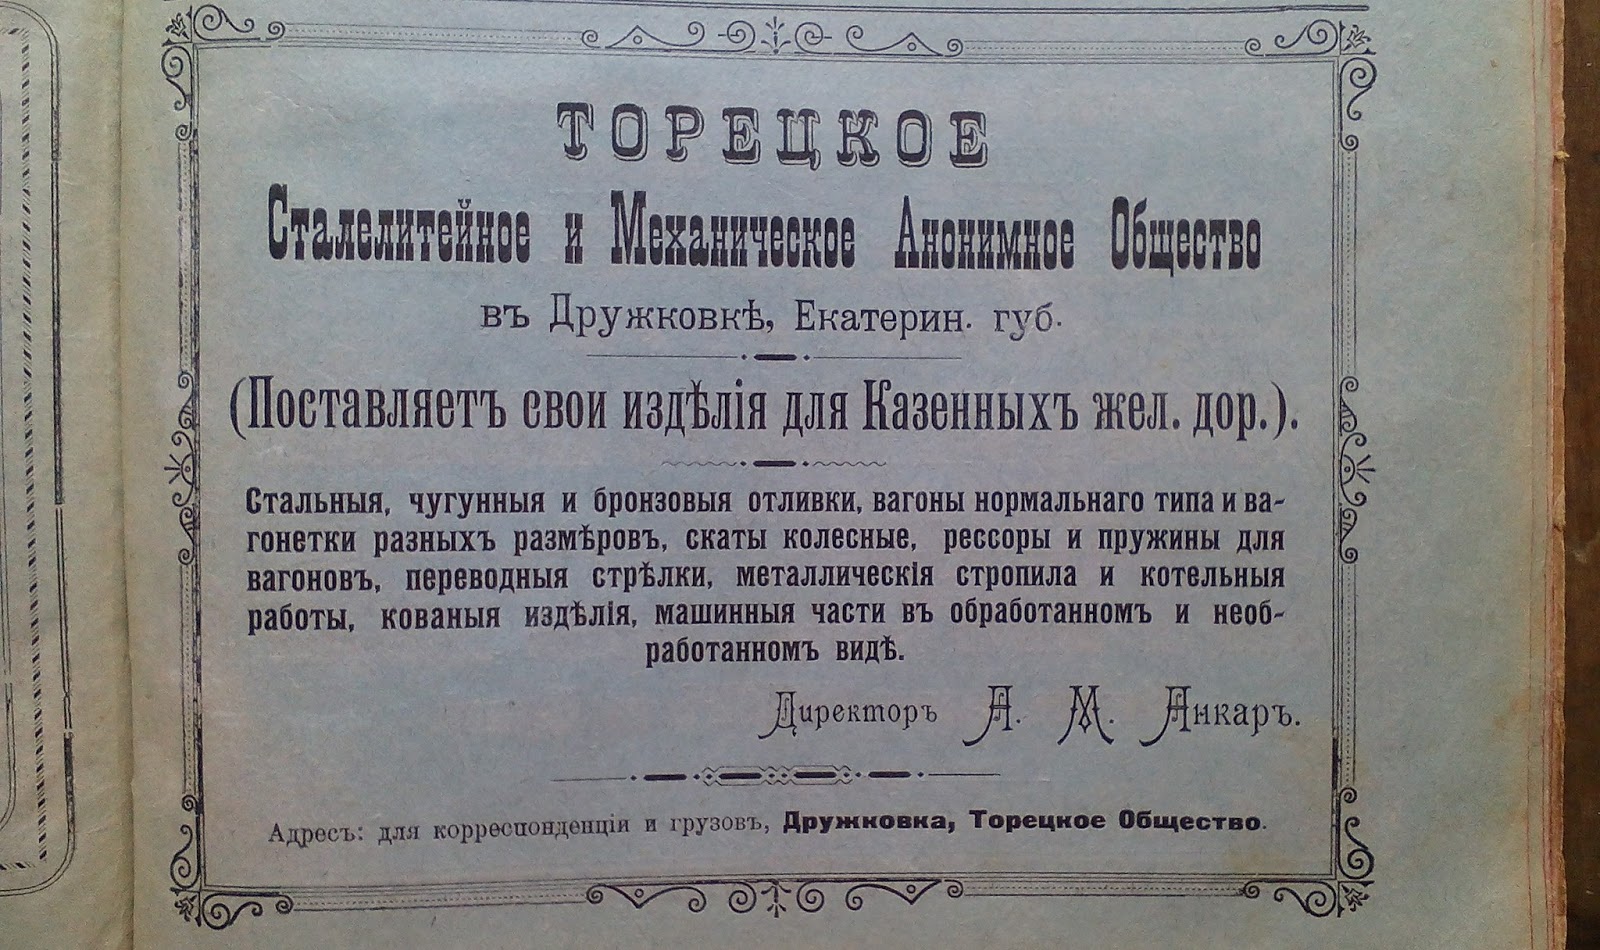 ТОРЕЦКОЕ
Сталелитейное и Механическое Анонимное Общество
въ Дружковкѣ, Екатерин. губ.
(Поставляетъ свои издѣлія для Казенныхъ жел. дор.).
Стальныя, чугунныя и бронзовыя отливки, вагоны нормальнаго типа и ва-
гонетки разныхъ размѣровъ, скаты колесные, рессоры и пружины для
вагоновъ, переводныя стрѣлки, металлическія стропила и котельныя
работы, кованыя издѣлія, машинныя части въ обработанномъ и необ-
работанномъ видѣ.
Директоръ А. М. Анкаръ.
Адресъ: для корреспонденціи и грузовъ, Дружковка, Торецкое Общество.